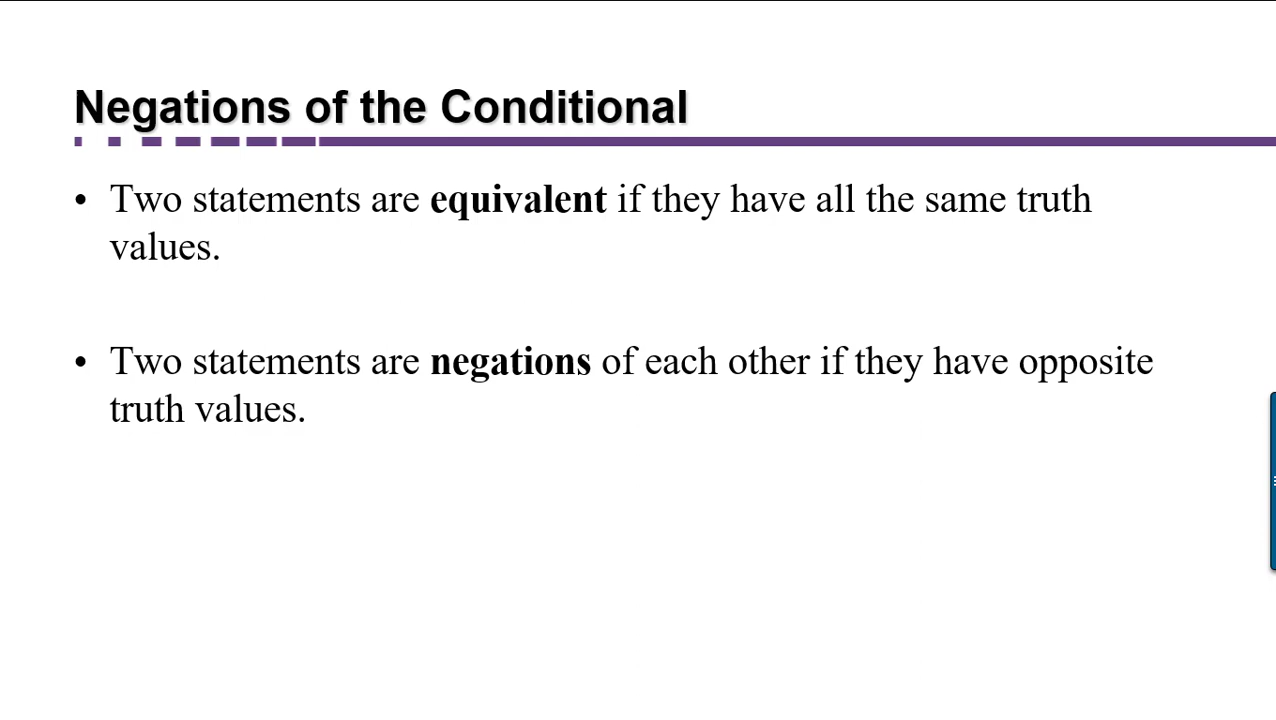 Negations of the Conditional
• Two statements are equivalent if they have all the same truth
values.
• Two statements are negations of each other if they have opposite
truth values.